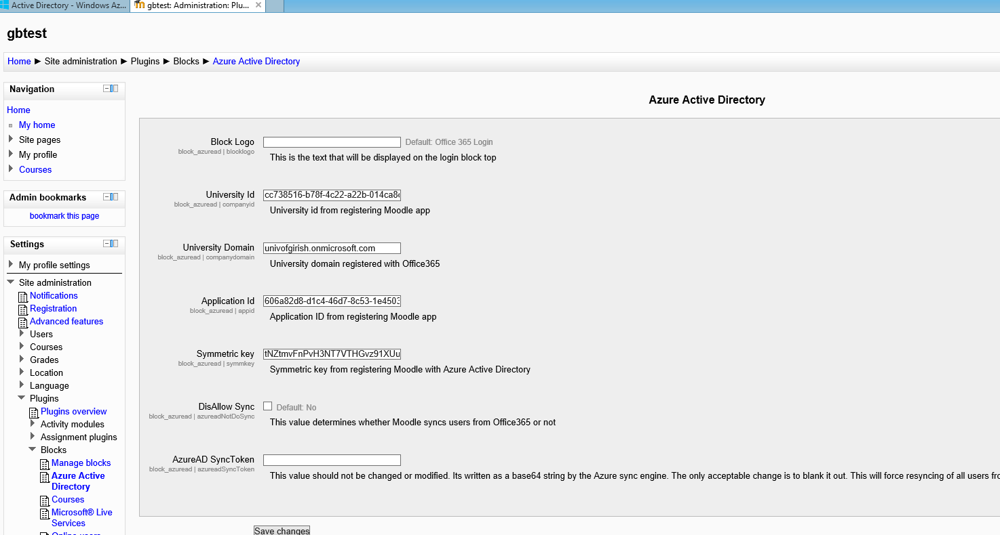 Active Directory - Windows Az...
gbtest: Administration: Plu...
gbtest
Home ► Site administration ► Plugins ► Blocks ► Azure Active Directory
Navigation
Home
My home
Site pages
My profile
Courses
Admin bookmarks
bookmark this page
Settings
My profile settings
Site administration
Notifications
Registration
Advanced features
Users
Courses
Grades
Location
Language
Plugins
Plugins overview
Activity modules
Assignment plugins
Blocks
Manage blocks
Azure Active
Directory
Courses
Microsoft® Live
Services
Online users
Azure Active Directory
Block Logo Default: Office 365 Login
block_azuread | blocklogo
This is the text that will be displayed on the login block top
University Id cc738516-b78f-4c22-a22b-014ca8
block_azuread | companyid
University id from registering Moodle app
University Domain univofgirish.onmicrosoft.com
block_azuread | companydomain
University domain registered with Office365
Application Id 606a82d8-d1c4-46d7-8c53-1e4503
block_azuread | appid
Application ID from registering Moodle app
Symmetric key tNZtmvFnPvH3NT7VTHGvz91XUu
block_azuread | symmkey
Symmetric key from registering Moodle with Azure Active Directory
DisAllow Sync Default: No
block_azuread | azureadNotDoSync
This value determines whether Moodle syncs users from Office365 or not
AzureAD SyncToken
block_azuread | azureadSyncToken
This value should not be changed or modified. Its written as a base64 string by the Azure sync engine. The only acceptable change is to blank it out. This will force resyncing of all users
Save changes